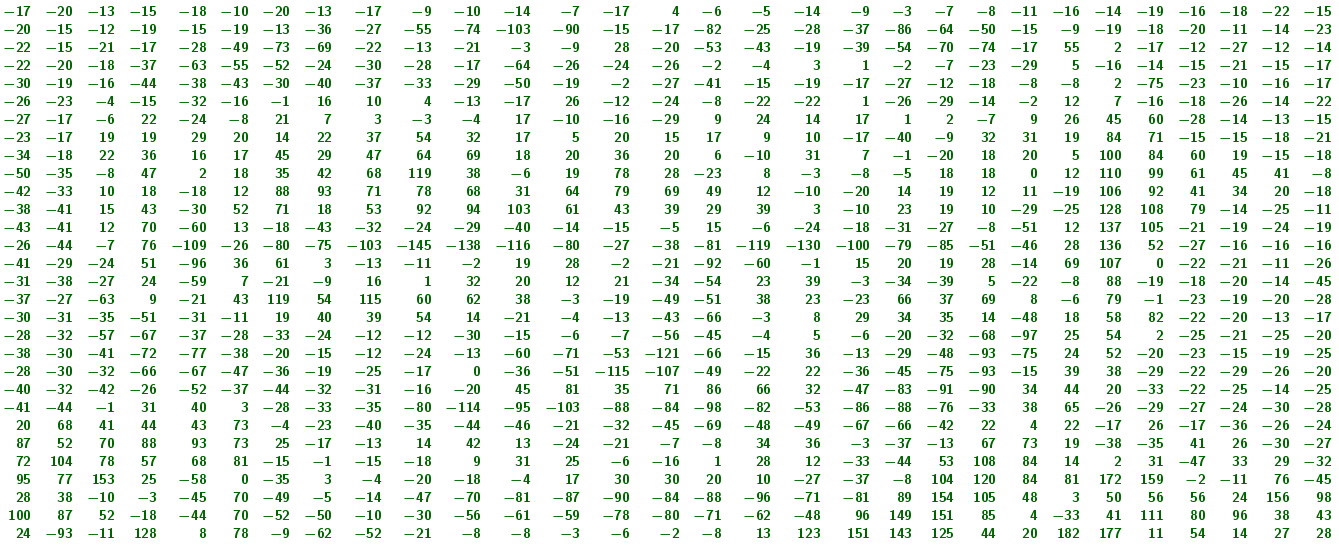 −17 −20 −13 −15 −18 −10 −20 −13 −17 −9 −10 −14 −7 −17 4 −6 −5 −14 −9 −3 −7 −8 −11 −16 −14 −19 −16 −18 −22 −15
−20 −15 −12 −19 −15 −19 −13 −36 −27 −55 −74 −103 −90 −15 −17 −82 −25 −28 −37 −86 −64 −50 −15 −9 −19 −18 −20 −11 −14 −23
−22 −15 −21 −17 −28 −49 −73 −69 −22 −13 −21 −3 −9 28 −20 −53 −43 −19 −39 −54 −70 −74 −17 55 2 −17 −12 −27 −12 −14
−22 −20 −18 −37 −63 −55 −52 −24 −30 −28 −17 −64 −26 −24 −26 −2 −4 3 1 −2 −7 −23 −29 5 −16 −14 −15 −21 −15 −17
−30 −19 −16 −44 −38 −43 −30 −40 −37 −33 −29 −50 −19 −2 −27 −41 −15 −19 −17 −27 −12 −18 −8 −8 2 −75 −23 −10 −16 −17
−26 −23 −4 −15 −32 −16 −1 16 10 4 −13 −17 26 −12 −24 −8 −22 −22 1 −26 −29 −14 −2 12 7 −16 −18 −26 −14 −22
−27 −17 −6 22 −24 −8 21 7 3 −3 −4 17 −10 −16 −29 9 24 14 17 1 2 −7 9 26 45 60 −28 −14 −13 −15
−23 −17 19 19 29 20 14 22 37 54 32 17 5 20 15 17 9 10 −17 −40 −9 32 31 19 84 71 −15 −15 −18 −21
−34 −18 22 36 16 17 45 29 47 64 69 18 20 36 20 6 −10 31 7 −1 −20 18 20 5 100 84 60 19 −15 −18
−50 −35 −8 47 2 18 35 42 68 119 38 −6 19 78 28 −23 8 −3 −8 −5 18 18 0 12 110 99 61 45 41 −8
−42 −33 10 18 −18 12 88 93 71 78 68 31 64 79 69 49 12 −10 −20 14 19 12 11 −19 106 92 41 34 20 −18
−38 −41 15 43 −30 52 71 18 53 92 94 103 61 43 39 29 39 3 −10 23 19 10 −29 −25 128 108 79 −14 −25 −11
−43 −41 12 70 −60 13 −18 −43 −32 −24 −29 −40 −14 −15 −5 15 −6 −24 −18 −31 −27 −8 −51 12 137 105 −21 −19 −24 −19
−26 −44 −7 76 −109 −26 −80 −75 −103 −145 −138 −116 −80 −27 −38 −81 −119 −130 −100 −79 −85 −51 −46 28 136 52 −27 −16 −16 −16
−41 −29 −24 51 −96 36 61 3 −13 −11 −2 19 28 −2 −21 −92 −60 −1 15 20 19 28 −14 69 107 0 −22 −21 −11 −26
−31 −38 −27 24 −59 7 −21 −9 16 1 32 20 12 21 −34 −54 23 39 −3 −34 −39 5 −22 −8 88 −19 −18 −20 −14 −45
−37 −27 −63 9 −21 43 119 54 115 60 62 38 −3 −19 −49 −51 38 23 −23 66 37 69 8 −6 79 −1 −23 −19 −20 −28
−30 −31 −35 −51 −31 −11 19 40 39 54 14 −21 −4 −13 −43 −66 −3 8 29 34 35 14 −48 18 58 82 −22 −20 −13 −17
−28 −32 −57 −67 −37 −28 −33 −24 −12 −12 −30 −15 −6 −7 −56 −45 −4 5 −6 −20 −32 −68 −97 25 54 2 −25 −21 −25 −20
−38 −30 −41 −72 −77 −38 −20 −15 −12 −24 −13 −60 −71 −53 −121 −66 −15 36 −13 −29 −48 −93 −75 24 52 −20 −23 −15 −19 −25
−28 −30 −32 −66 −67 −47 −36 −19 −25 −17 0 −36 −51 −115 −107 −49 −22 22 −36 −45 −75 −93 −15 39 38 −29 −22 −29 −26 −20
−40 −32 −42 −26 −52 −37 −44 −32 −31 −16 −20 45 81 35 71 86 66 32 −47 −83 −91 −90 34 44 20 −33 −22 −25 −14 −25
−41 −44 −1 31 40 3 −28 −33 −35 −80 −114 −95 −103 −88 −84 −98 −82 −53 −86 −88 −76 −33 38 65 −26 −29 −27 −24 −30 −28
20 68 41 44 43 73 −4 −23 −40 −35 −44 −46 −21 −32 −45 −69 −48 −49 −67 −66 −42 22 4 22 −17 26 −17 −36 −26 −24
87 52 70 88 93 73 25 −17 −13 14 42 13 −24 −21 −7 −8 34 36 −3 −37 −13 67 73 19 −38 −35 41 26 −30 −27
72 104 78 57 68 81 −15 −1 −15 −18 9 31 25 −6 −16 1 28 12 −33 −44 53 108 84 14 2 31 −47 33 29 −32
95 77 153 25 −58 0 −35 3 −4 −20 −18 −4 17 30 30 20 10 −27 −37 −8 104 120 84 81 172 159 −2 −11 76 −45
28 38 −10 −3 −45 70 −49 −5 −14 −47 −70 −81 −87 −90 −84 −88 −96 −71 −81 89 154 105 48 3 50 56 56 24 156 98
100 87 52 −18 −44 70 −52 −50 −10 −30 −56 −61 −59 −78 −80 −71 −62 −48 96 149 151 85 4 −33 41 111 80 96 38 43
24 −93 −11 128 8 78 −9 −62 −52 −21 −8 −8 −3 −6 −2 −8 13 123 151 143 125 44 20 182 177 11 54 14 27 28